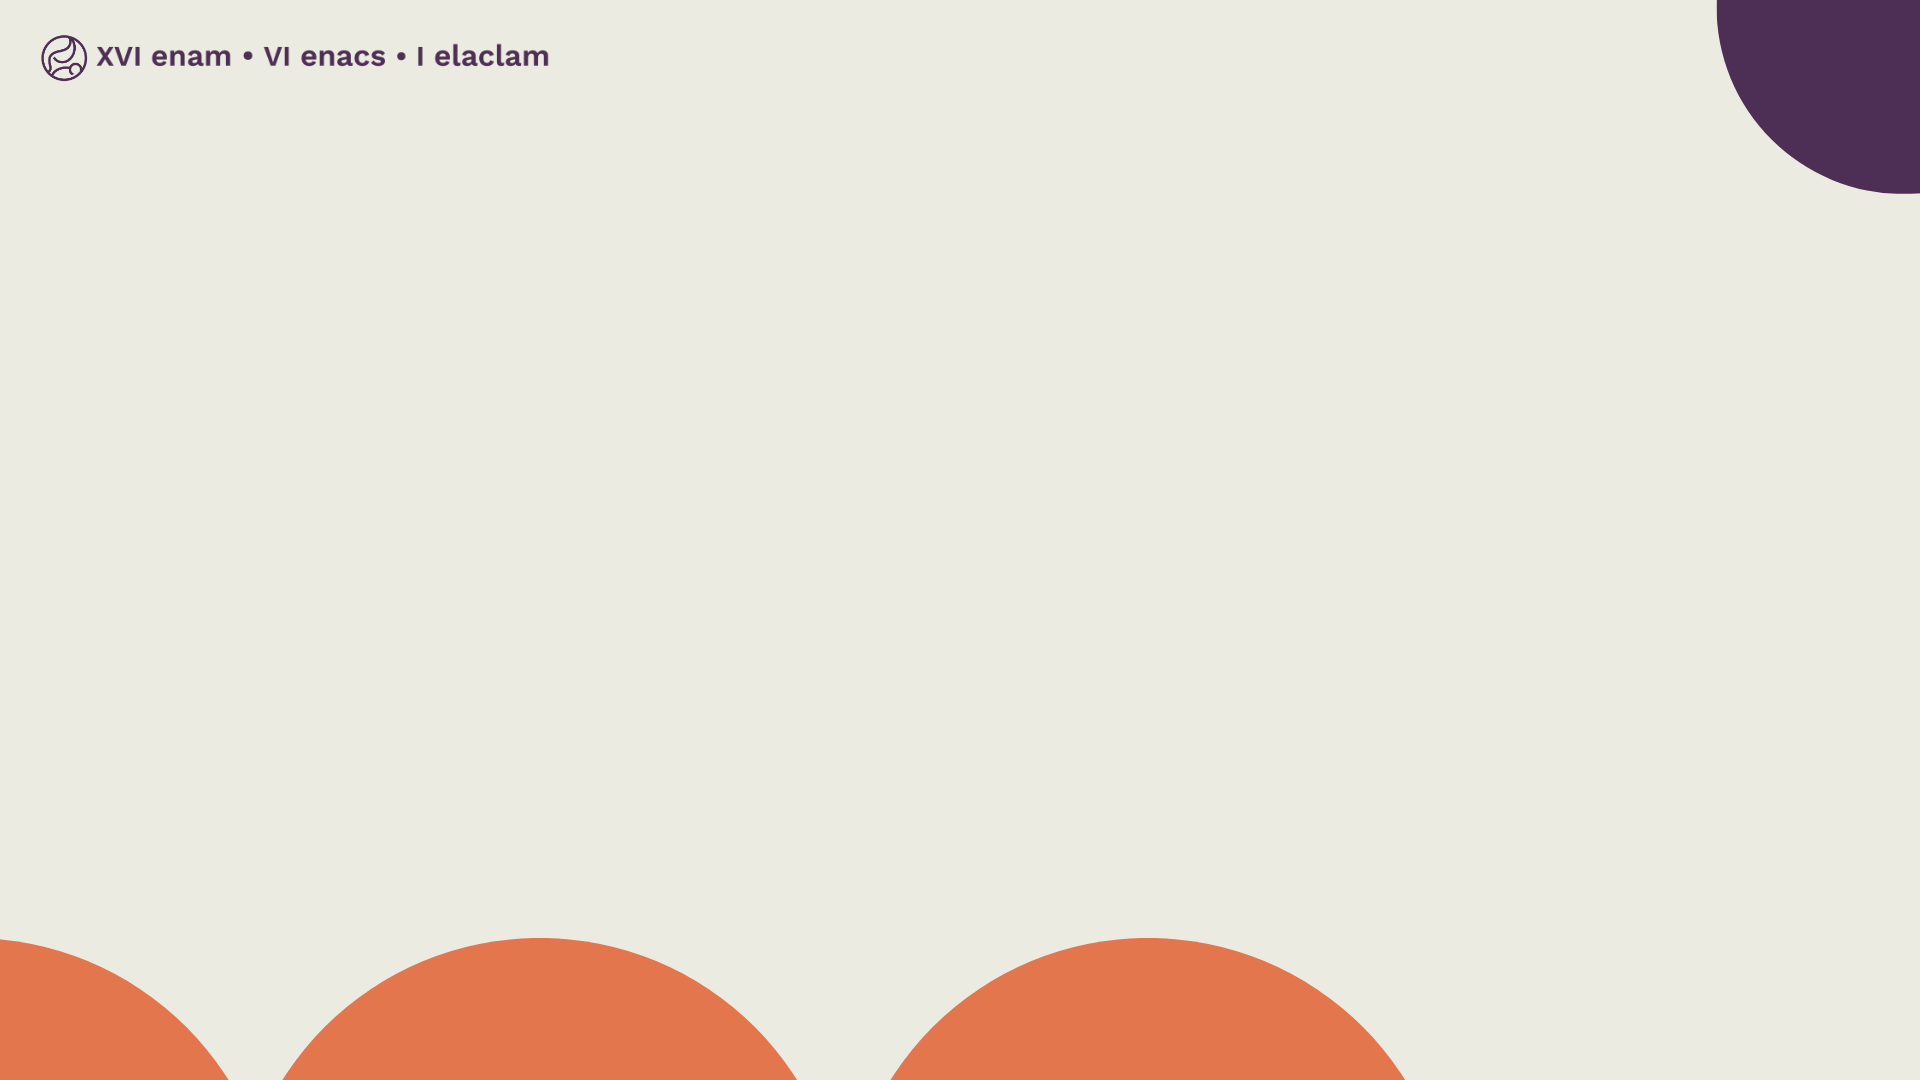 XVI enam • VI enacs • I elaclam